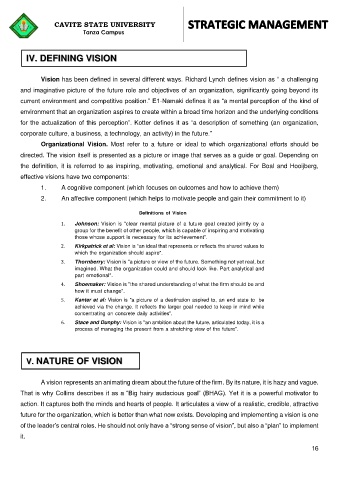 CAVITE STATE UNIVERSITY
Tanza Campus
STRATEGIC MANAGEMENT
IV. DEFINING VISION
Vision has been defined in several different ways. Richard Lynch defines vision as " a challenging
and imaginative picture of the future role and objectives of an organization, significantly going beyond its
current environment and competitive position." E1-Namaki defines it as "a mental perception of the kind of
environment that an organization aspires to create within a broad time horizon and the underlying conditions
for the actualization of this perception". Kotter defines it as "a description of something (an organization,
corporate culture, a business, a technology, an activity) in the future."
Organizational Vision. Most refer to a future or ideal to which organizational efforts should be
directed. The vision itself is presented as a picture or image that serves as a guide or goal. Depending on
the definition, it is referred to as inspiring, motivating, emotional and analytical. For Boal and Hooijberg,
effective visions have two components:
1. A cognitive component (which focuses on outcomes and how to achieve them)
2. An affective component (which helps to motivate people and gain their commitment to it)
Definitions of Vision
1. Johnson: Vision is "clear mental picture of a future goal created jointly by a
group for the benefit of other people, which is capable of inspiring and motivating
those whose support is necessary for its achievement".
2. Kirkpatrick et al: Vision is "an ideal that represents or reflects the shared values to
which the organization should aspire".
3. Thornberry: Vision is "a picture or view of the future. Something not yet real, but
imagined. What the organization could and should look like. Part analytical and
part emotional".
4. Shoemaker: Vision is "the shared understanding of what the firm should be and
how it must change".
5. Kanter et al: Vision is "a picture of a destination aspired to, an end state to be
achieved via the change. It reflects the larger goal needed to keep in mind while
concentrating on concrete daily activities".
6. Stace and Dunphy: Vision is "an ambition about the future, articulated today, it is a
process of managing the present from a stretching view of the future".
V. NATURE OF VISION
A vision represents an animating dream about the future of the firm. By its nature, it is hazy and vague.
That is why Collins describes it as a "Big hairy audacious goal" (BHAG). Yet it is a powerful motivator to
action. It captures both the minds and hearts of people. It articulates a view of a realistic, credible, attractive
future for the organization, which is better than what now exists. Developing and implementing a vision is one
of the leader's central roles. He should not only have a "strong sense of vision", but also a "plan" to implement
it.
16